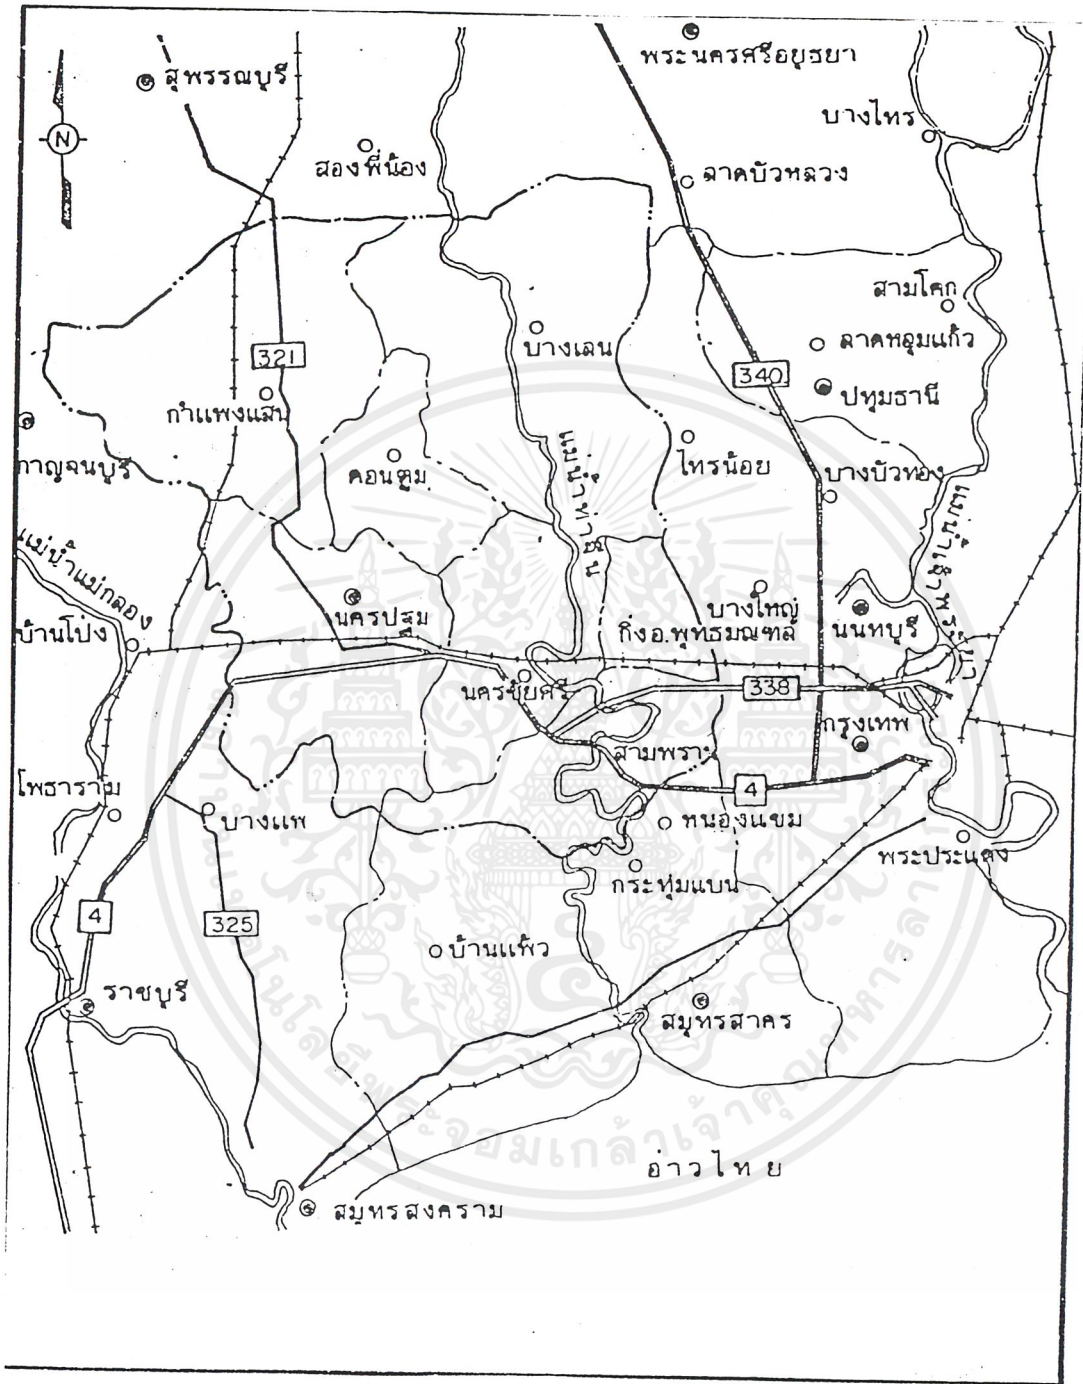 พระนครศรีอยุธยา
สุพรรณบุรี
บางไทร
N
สองพี่น้อง
ลาดบัวหลวง
สามโคก
บางเลน
ลาดหลุมแก้ว
321
340
ปทุมธานี
กำแพงแสน
กาญจนบุรี
ดอนตูม
ไทรน้อย
บางบัวทอง
แม่น้ำท่าจีน
แม่น้ำเจ้าพระยา
แม่น้ำแม่กลอง
นครปฐม
บางใหญ่
บ้านโป่ง
กิ่งอ.พุทธมณฑล
นนทบุรี
นครชัยศรี
338
กรุงเทพ
สามพราน
โพธาราม
4
บางแพ
หนองแขม
พระประแดง
กระทุ่มแบน
4
325
บ้านแพ้ว
ราชบุรี
สมุทรสาคร
อ่าวไทย
สมุทรสงคราม